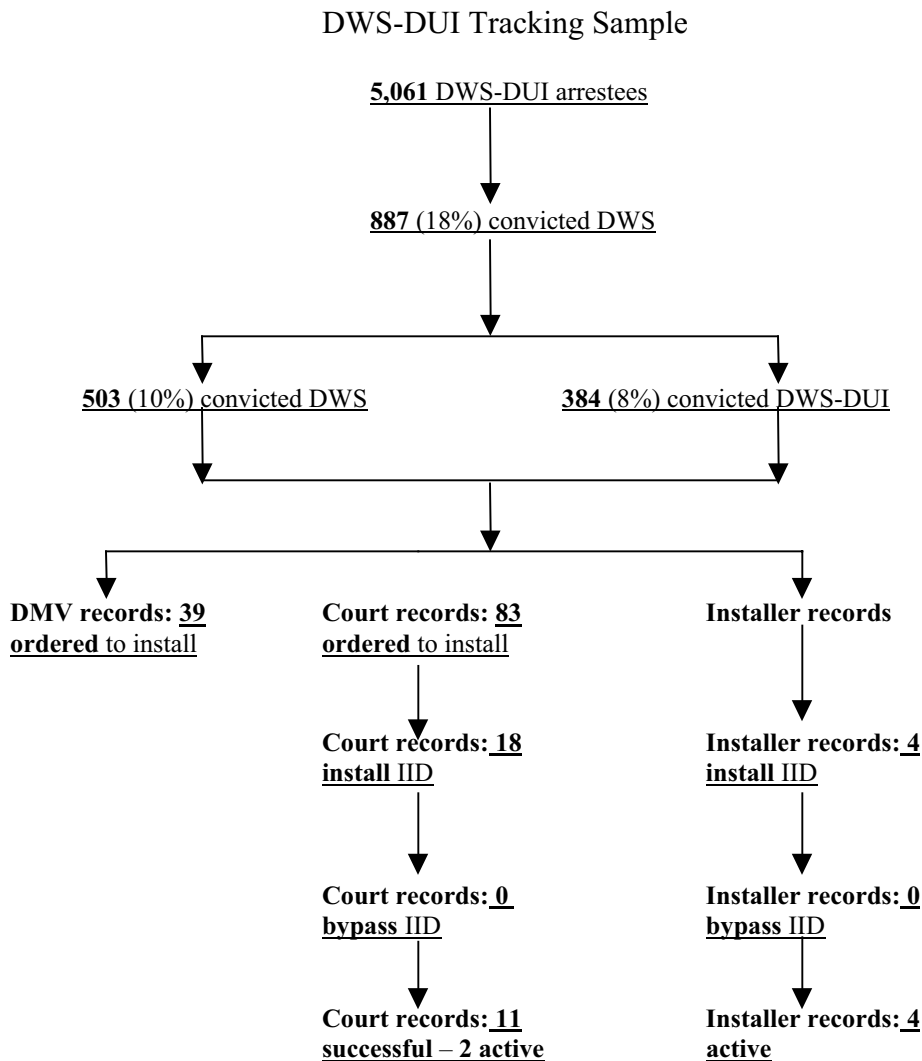 DWS-DUI Tracking Sample
5,061 DWS-DUI arrestees
887 (18%) convicted DWS
503 (10%) convicted DWS
384 (8%) convicted DWS-DUI
DMV records: 39
ordered to install
Court records: 83
ordered to install
Installer records
Court records: 18
install IID
Installer records: 4
install IID
Court records: 0
bypass IID
Installer records: 0
bypass IID
Court records: 11
successful – 2 active
Installer records: 4
active